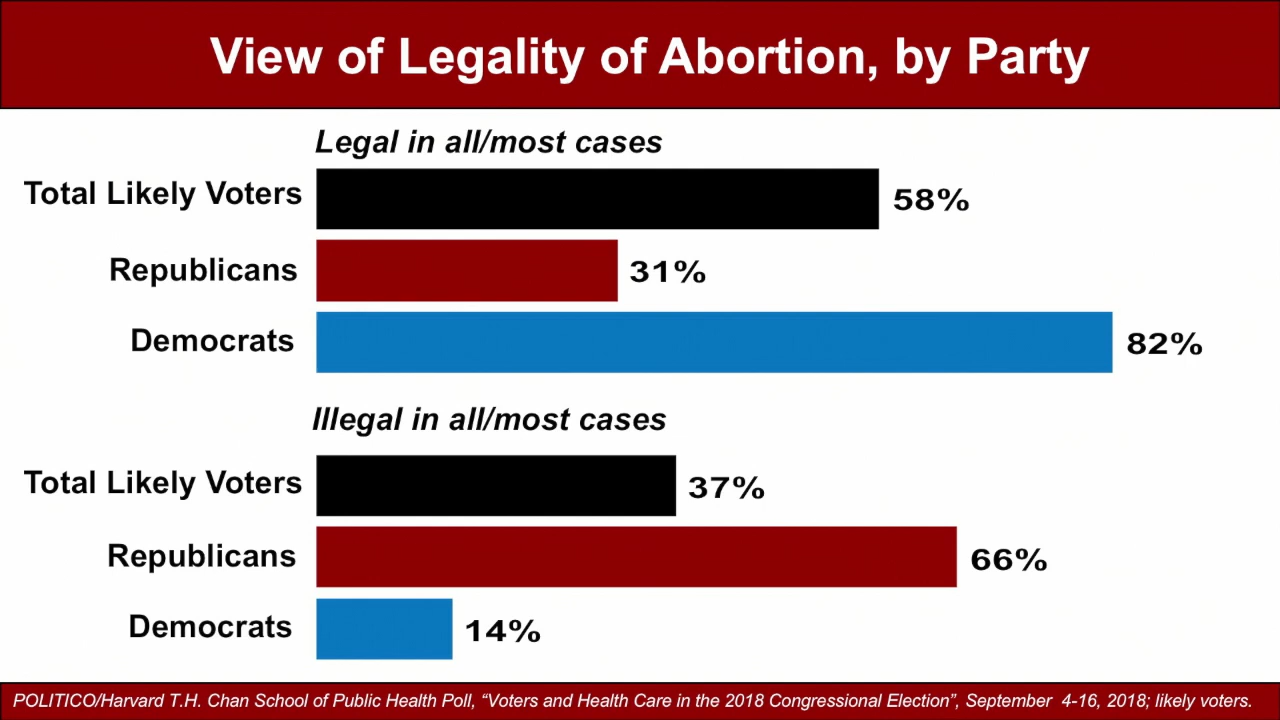 View of Legality of Abortion, by Party
Legal in all/most cases
Total Likely Voters 58%
Republicans 31%
Democrats 82%
Illegal in all/most cases
Total Likely Voters 37%
Republicans 66%
Democrats 14%
POLITICO/Harvard T.H. Chan School of Public Health Poll, “Voters and Health Care in the 2018 Congressional Election”, September 4-16, 2018; likely voters.